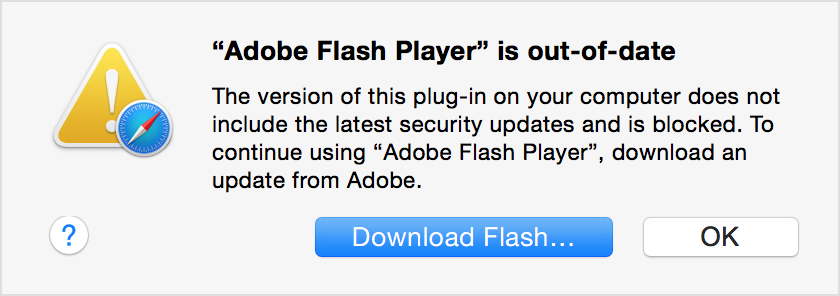 “Adobe Flash Player” is out-of-date
The version of this plug-in on your computer does not
include the latest security updates and is blocked. To
continue using “Adobe Flash Player”, download an
update from Adobe.
?
Download Flash…
OK